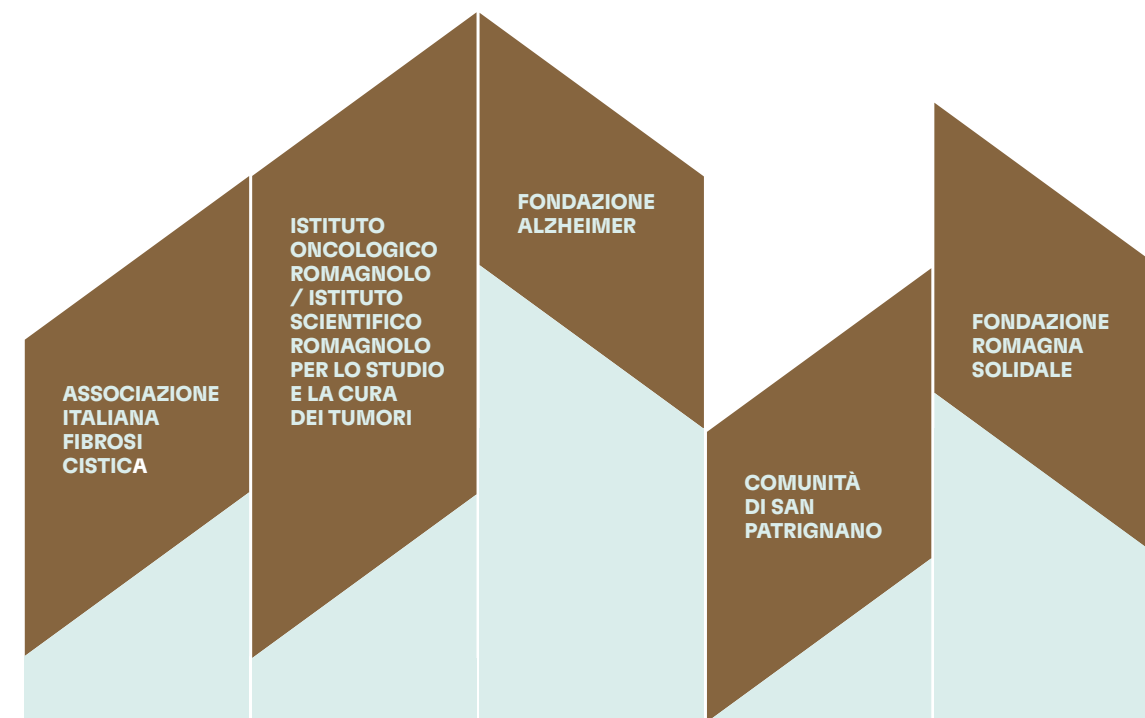 ASSOCIAZIONE
ITALIANA
FIBROSI
CISTICA
ISTITUTO
ONCOLOGICO
ROMAGNOLO
/ ISTITUTO
SCIENTIFICO
ROMAGNOLO
PER LO STUDIO
E LA CURA
DEI TUMORI
FONDAZIONE
ALZHEIMER
COMUNITÀ
DI SAN
PATRIGNANO
FONDAZIONE
ROMAGNA
SOLIDALE